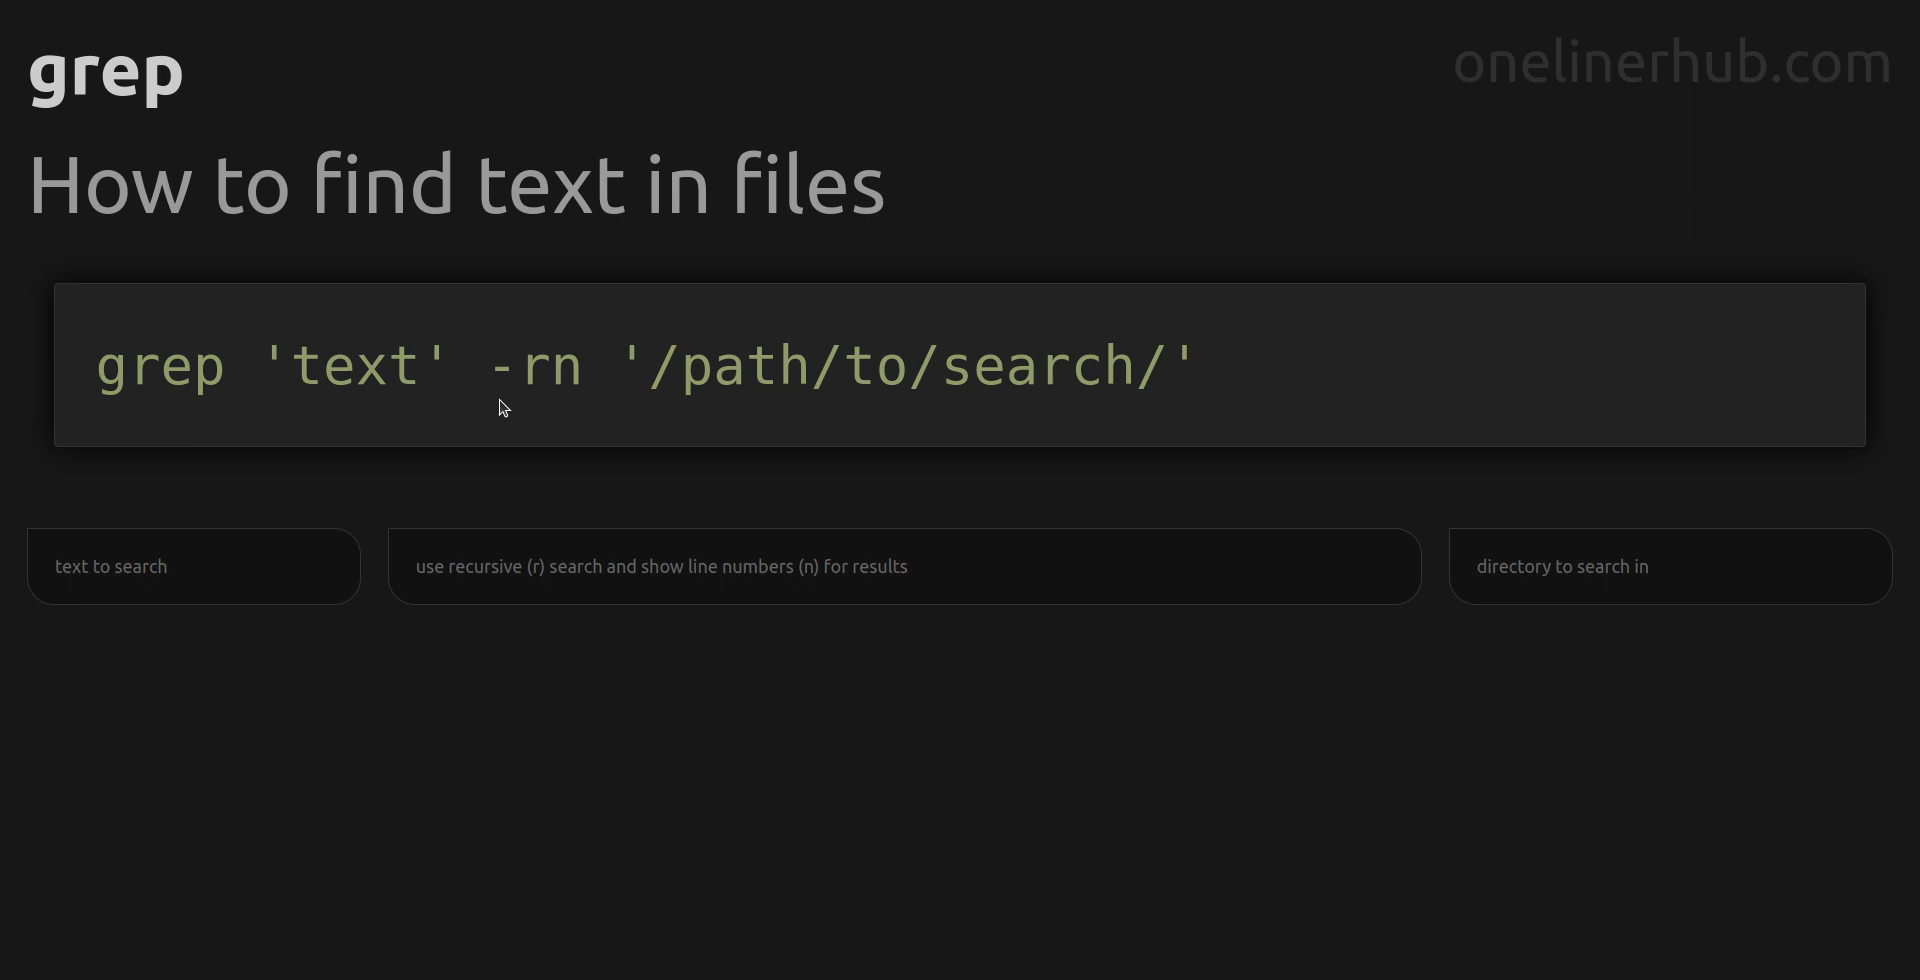 grep
onelinerhub.com
How to find text in files
grep 'text' -rn '/path/to/search/'
text to search
use recursive (r) search and show line numbers (n) for results
directory to search in